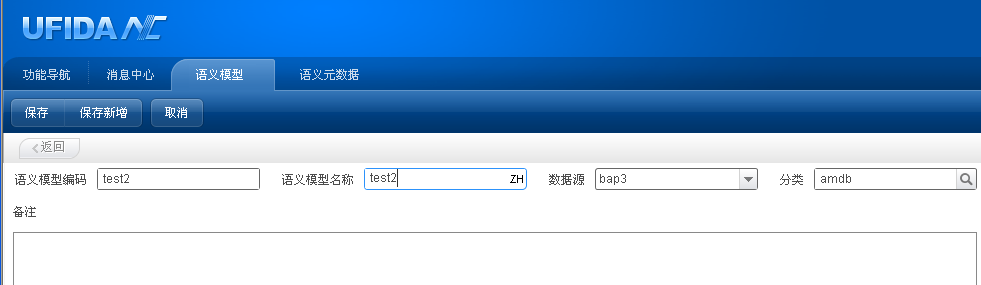 UFIDA NC
功能导航 消息中心 语义模型 语义元数据
保存 保存新增 取消
返回
语义模型编码 test2 语义模型名称 test2 ZH 数据源 bap3 分类 amdb
备注